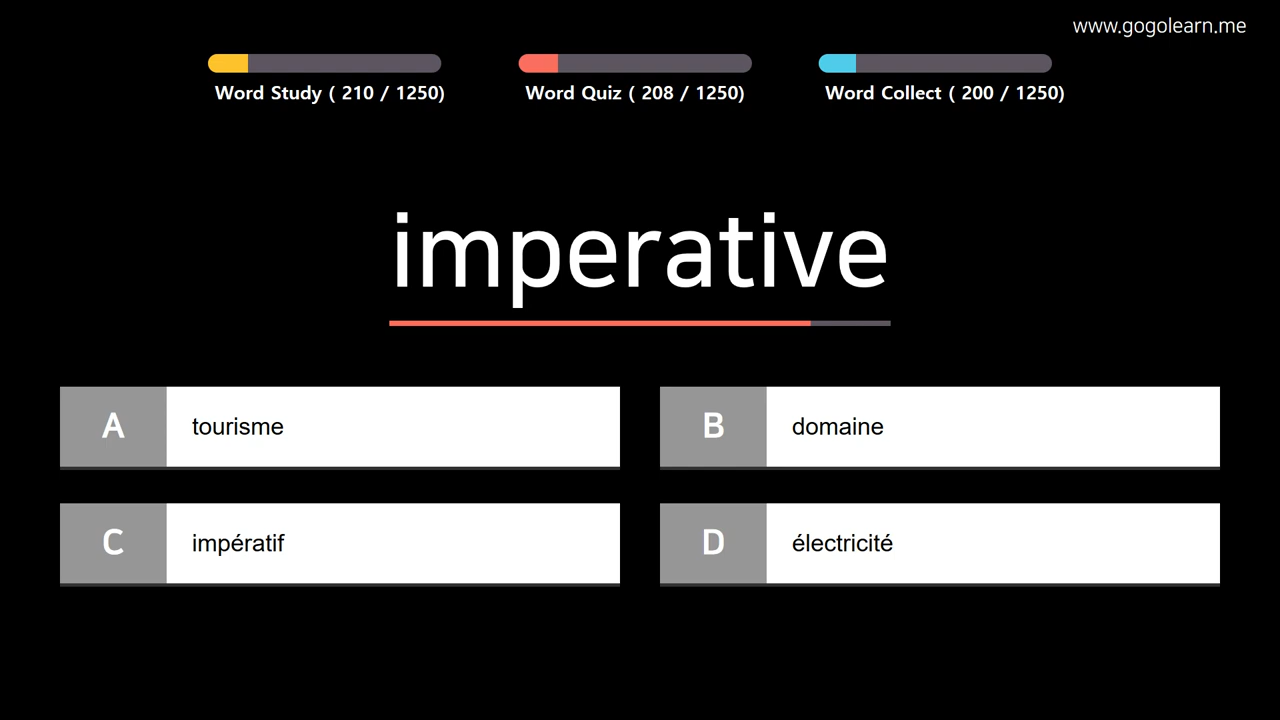 www.gogolearn.me
Word Study ( 210 / 1250)
Word Quiz ( 208 / 1250)
Word Collect ( 200 / 1250)
imperative
A
tourisme
B
domaine
C
impératif
D
électricité